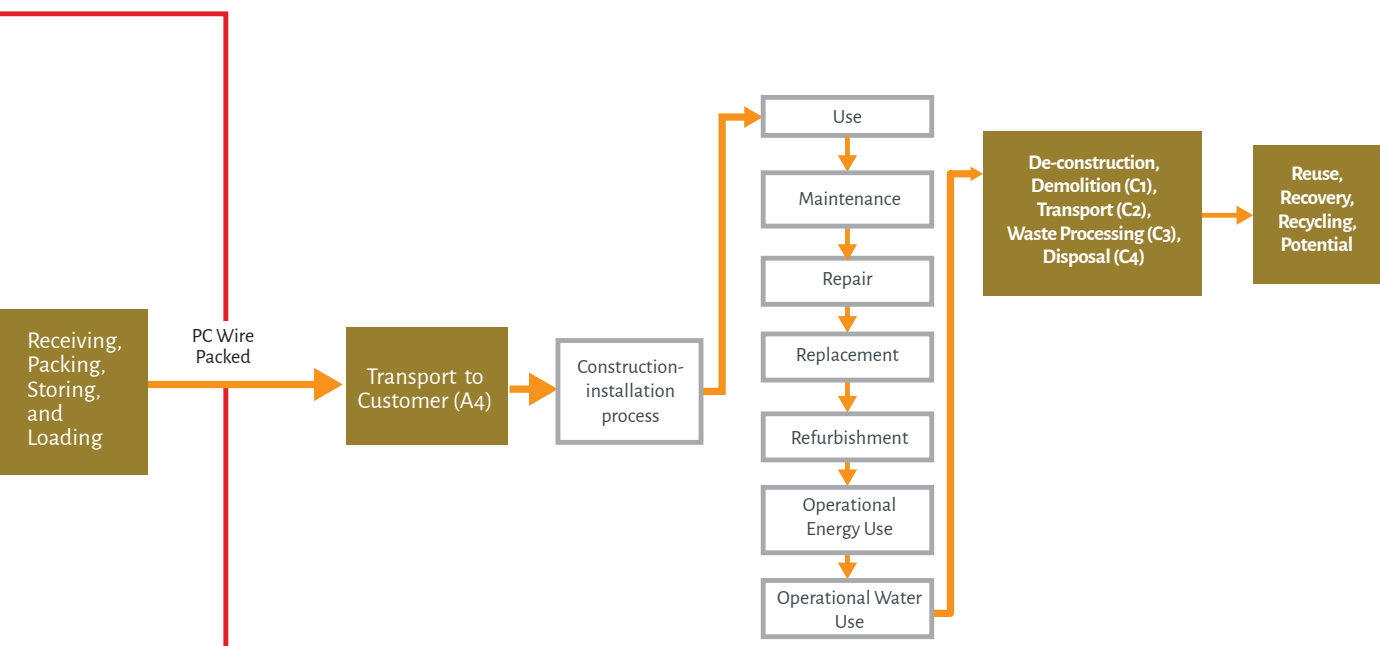 Receiving,
Packing,
Storing,
and
Loading
PC Wire
Packed
Transport to
Customer (A4)
Construction-
installation
process
Use
Maintenance
Repair
Replacement
Refurbishment
Operational
Energy Use
Operational Water
Use
De-construction,
Demolition (C1),
Transport (C2),
Waste Processing (C3),
Disposal (C4)
Reuse,
Recovery,
Recycling,
Potential